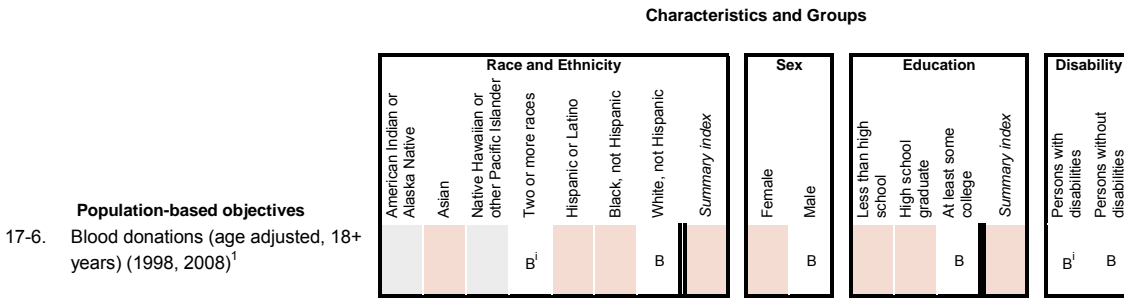 Characteristics and Groups
Race and Ethnicity
Sex
Education
Disability
American Indian or
Alaska Native
Asian
Native Hawaiian or
other Pacific Islander
Two or more races
Hispanic or Latino
Black, not Hispanic
White, not Hispanic
Summary index
Female
Male
Less than high
school
High school
graduate
At least some
college
Summary index
Persons with
disabilities
Persons without
disabilities
Population-based objectives
17-6. Blood donations (age adjusted, 18+
years) (1998, 2008)1
Bi
B
B
B
Bi
B